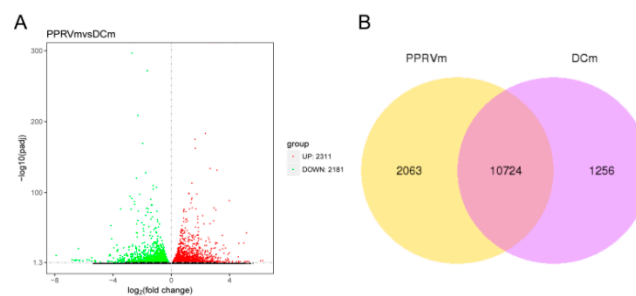 A
PPRVmvsDCm
300
200
100
1.3
-8
-4
0
4
-log10(padj)
log2(fold change)
group
UP: 2311
DOWN: 2181
B
PPRVm
DCm
2063
10724
1256